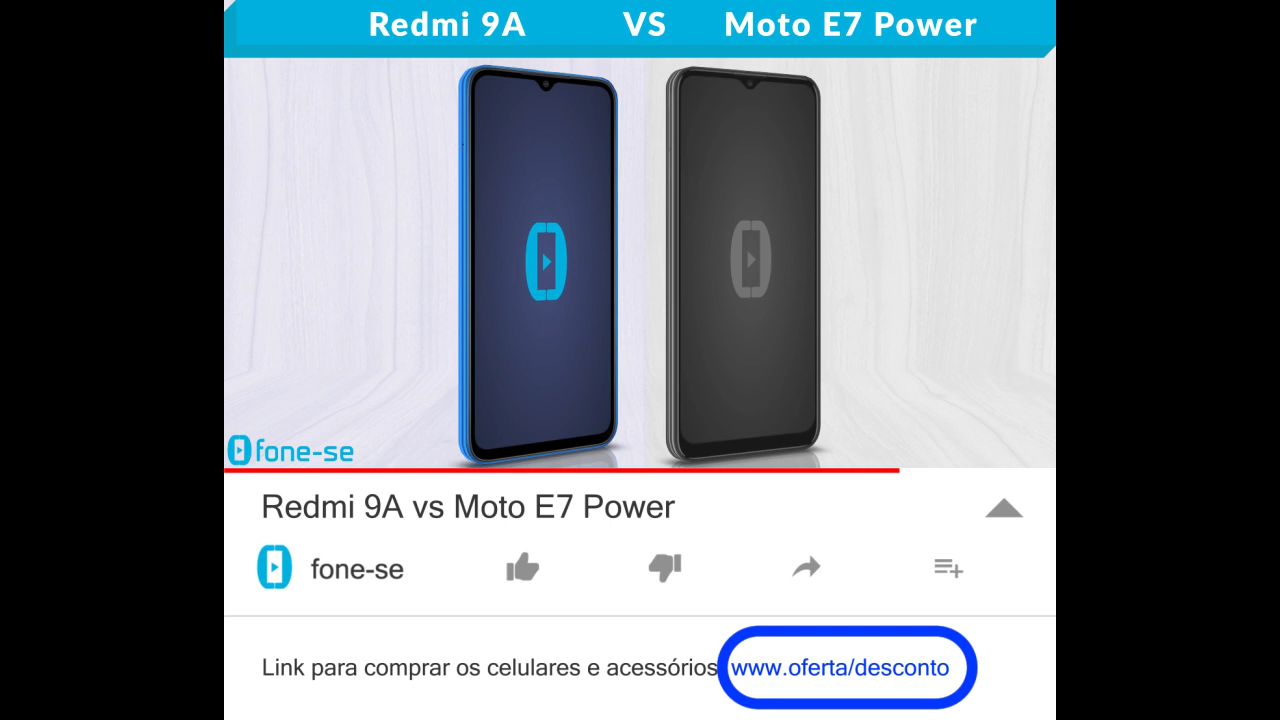 Redmi 9A VS Moto E7 Power
fone-se
Redmi 9A vs Moto E7 Power
fone-se
Link para comprar os celulares e acessórios www.oferta/desconto